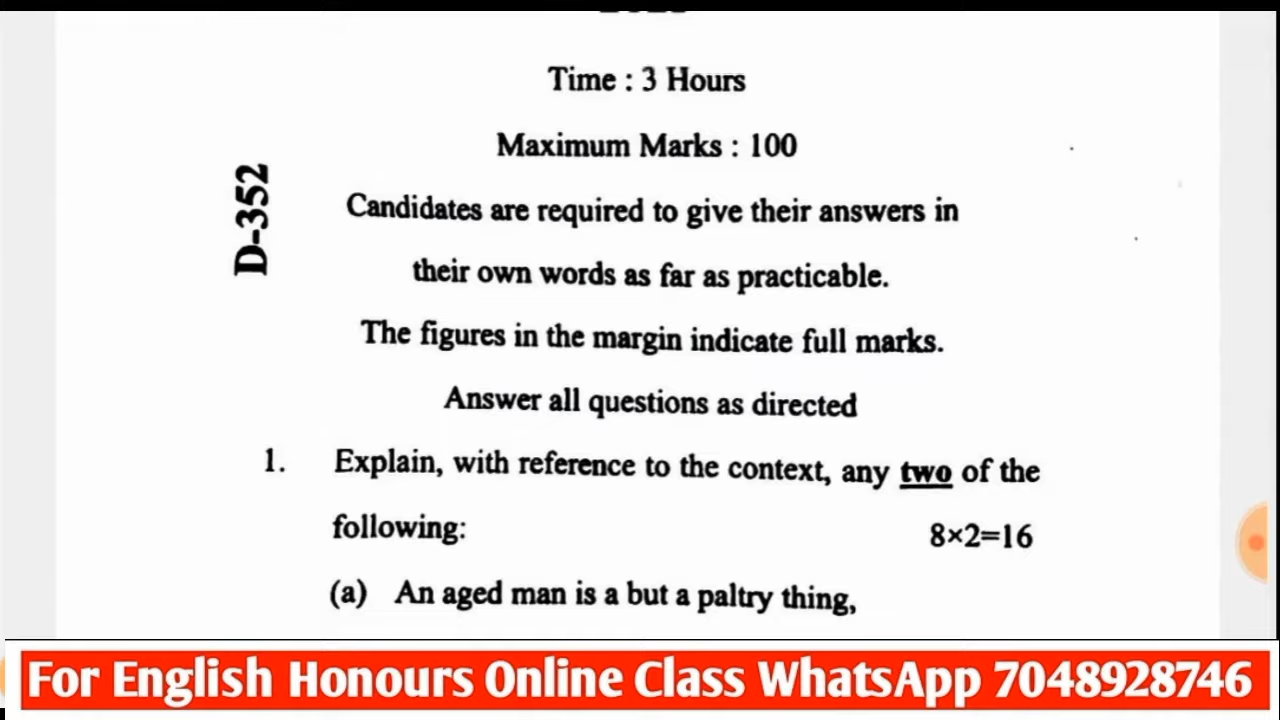 Time : 3 Hours
Maximum Marks : 100
D-352
Candidates are required to give their answers in
their own words as far as practicable.
The figures in the margin indicate full marks.
Answer all questions as directed
1. Explain, with reference to the context, any two of the
following: 8×2=16
(a) An aged man is a but a paltry thing,
For English Honours Online Class WhatsApp 7048928746